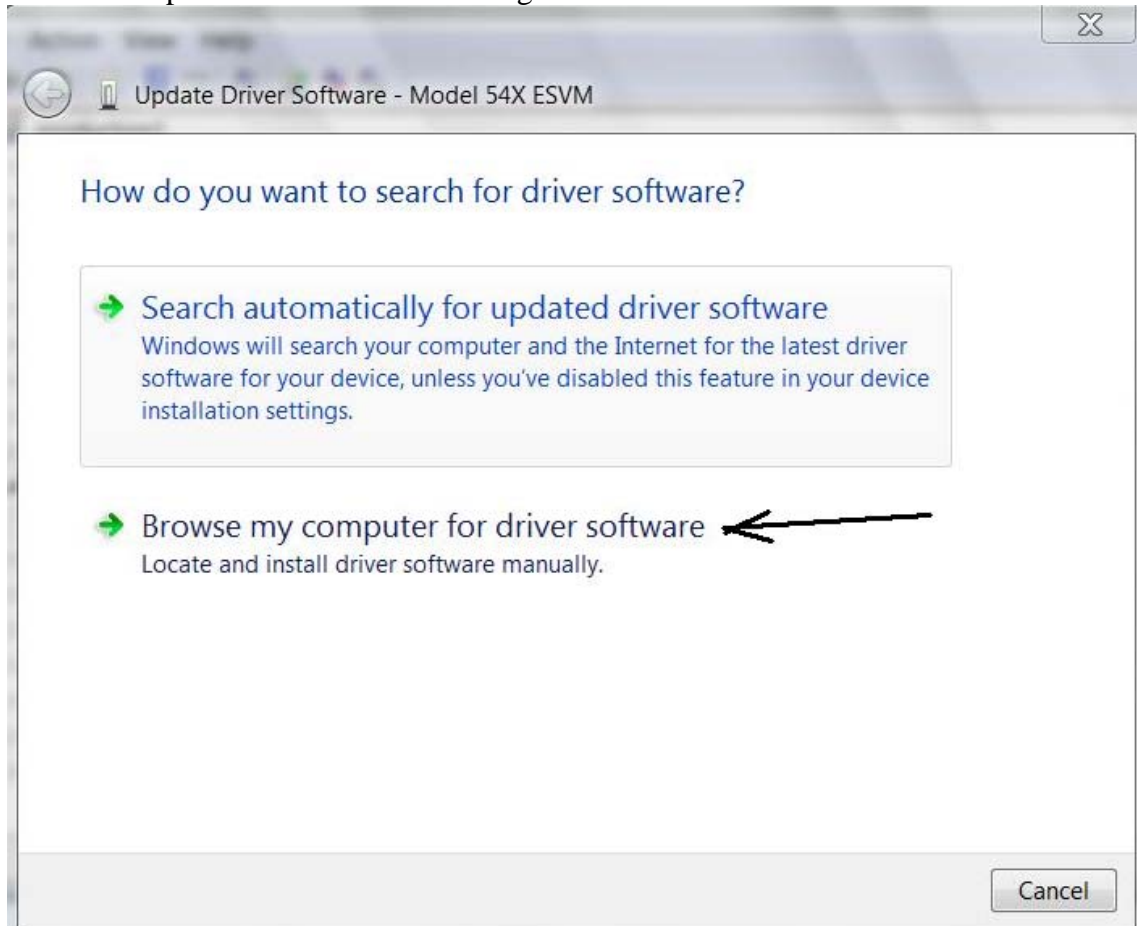 Update Driver Software - Model 54X ESVM
How do you want to search for driver software?
Search automatically for updated driver software
Windows will search your computer and the Internet for the latest driver
software for your device, unless you've disabled this feature in your device
installation settings.
Browse my computer for driver software
Locate and install driver software manually.
Cancel